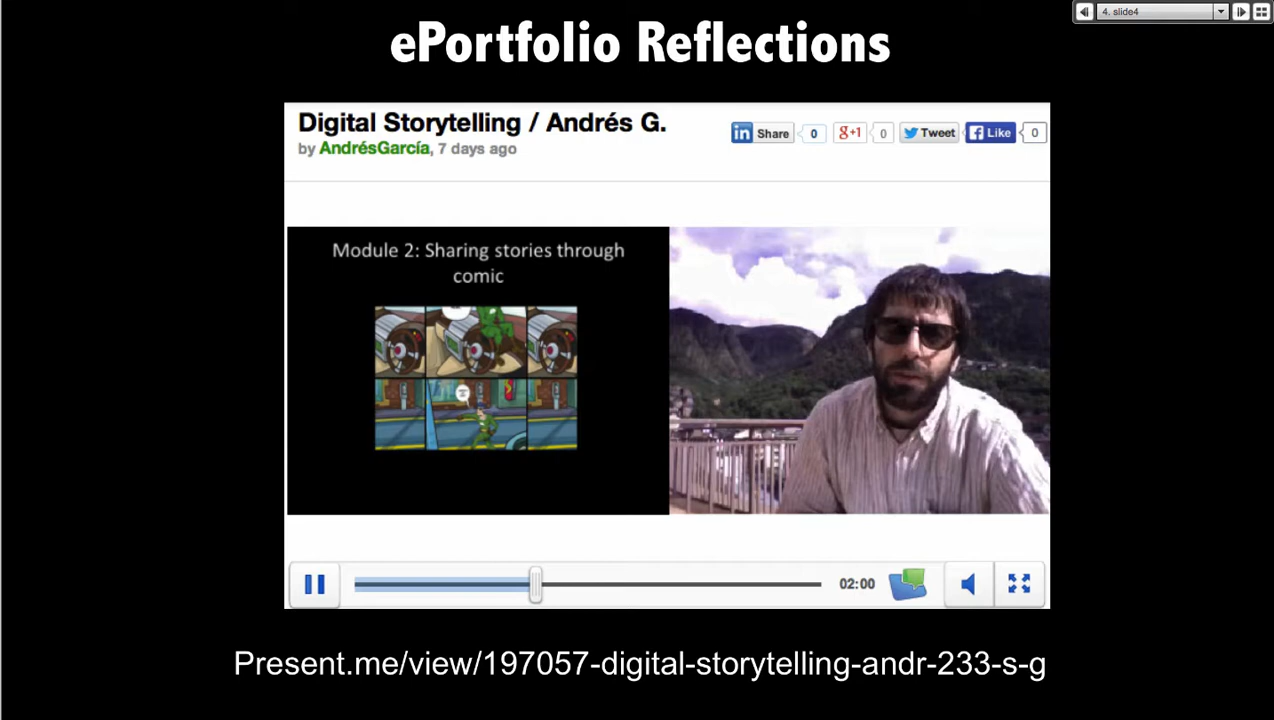 4. slide4
ePortfolio Reflections
Digital Storytelling / Andrés G.
by AndrésGarcía, 7 days ago
in Share 0 g+1 0 Tweet f Like 0
Module 2: Sharing stories through
comic
02:00
Present.me/view/197057-digital-storytelling-andr-233-s-g